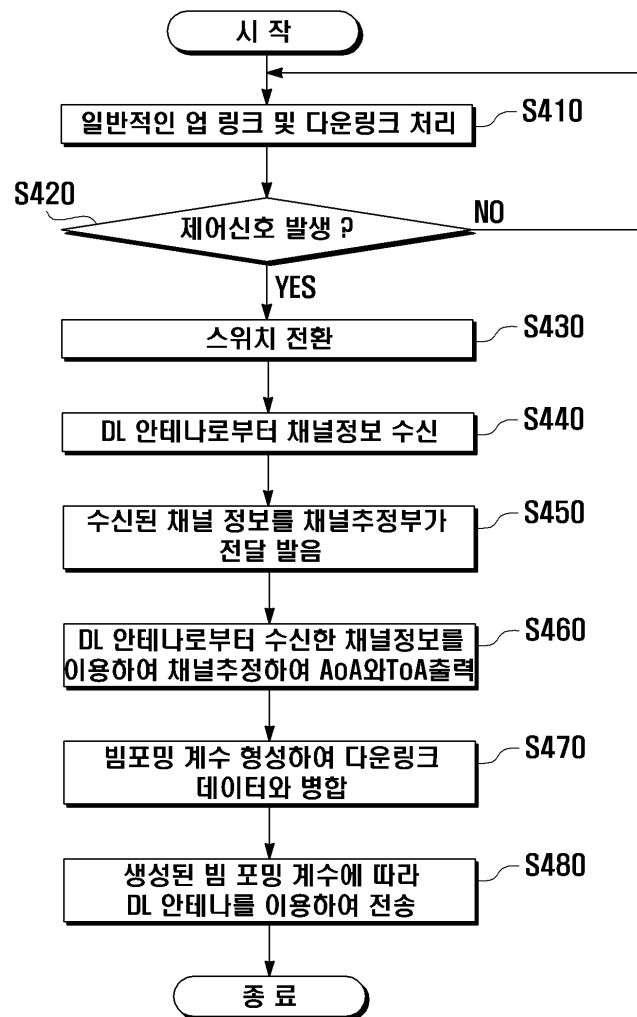 시 작
일반적인 업 링크 및 다운링크 처리
S410
S420
제어신호 발생 ?
NO
YES
스위치 전환
S430
DL 안테나로부터 채널정보 수신
S440
수신된 채널 정보를 채널추정부가
전달 발음
S450
DL 안테나로부터 수신한 채널정보를
이용하여 채널추정하여 AoA와ToA출력
S460
빔포밍 계수 형성하여 다운링크
데이터와 병합
S470
생성된 빔 포밍 계수에 따라
DL 안테나를 이용하여 전송
S480
종 료